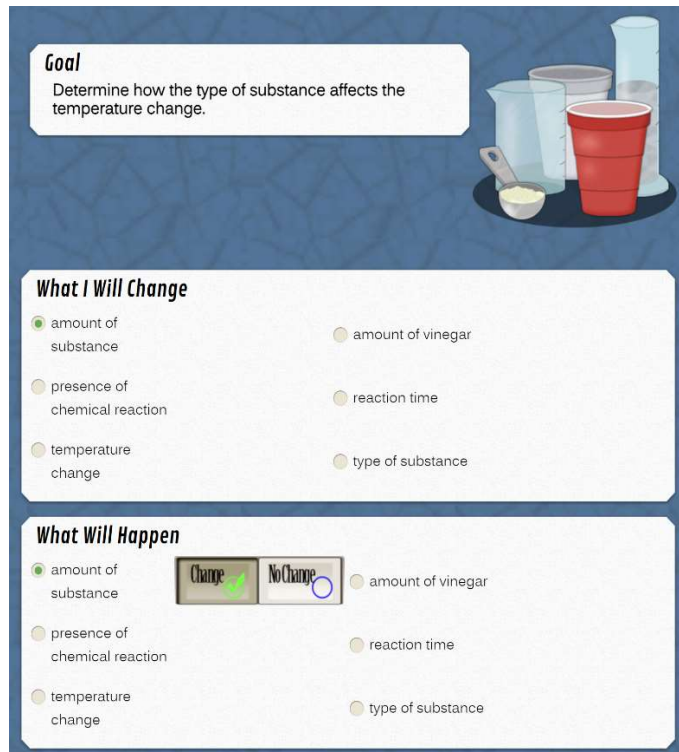 Goal
Determine how the type of substance affects the
temperature change.
What I Will Change
amount of
substance
amount of vinegar
presence of
chemical reaction
reaction time
temperature
change
type of substance
What Will Happen
amount of
substance
Change
No Change
amount of vinegar
presence of
chemical reaction
reaction time
temperature
change
type of substance